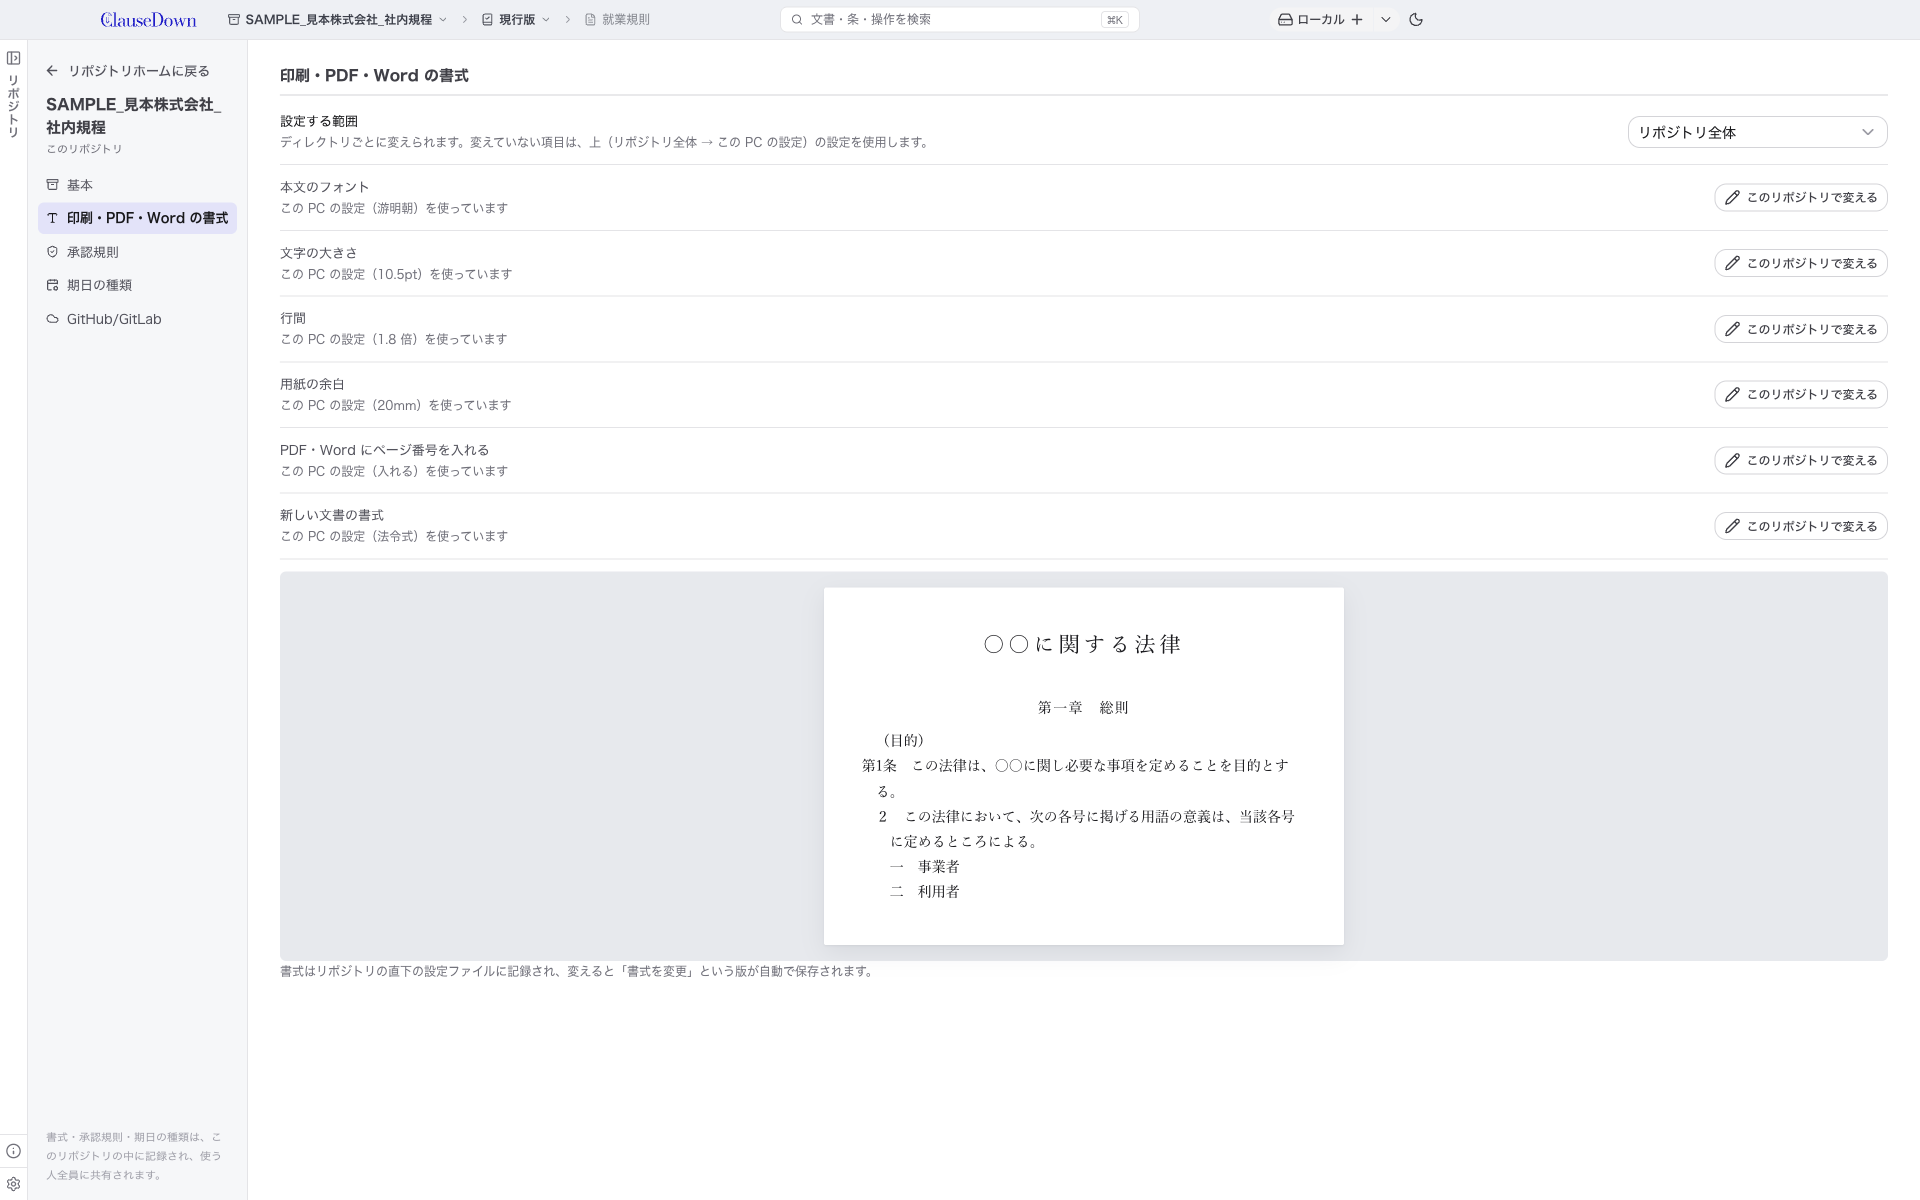 ClauseDown
SAMPLE_見本株式会社_社内規程
現行版
就業規則
文書・条・操作を検索
⌘K
ローカル
リポジトリ
リポジトリホームに戻る
SAMPLE_見本株式会社_
社内規程
このリポジトリ
基本
印刷・PDF・Word の書式
承認規則
期日の種類
GitHub/GitLab
書式・承認規則・期日の種類は、こ
のリポジトリの中に記録され、使う
人全員に共有されます。
印刷・PDF・Word の書式
設定する範囲
ディレクトリごとに変えられます。変えていない項目は、上（リポジトリ全体 → この PC の設定）の設定を使用します。
リポジトリ全体
本文のフォント
この PC の設定（游明朝）を使っています
このリポジトリで変える
文字の大きさ
この PC の設定（10.5pt）を使っています
このリポジトリで変える
行間
この PC の設定（1.8 倍）を使っています
このリポジトリで変える
用紙の余白
この PC の設定（20mm）を使っています
このリポジトリで変える
PDF・Word にページ番号を入れる
この PC の設定（入れる）を使っています
このリポジトリで変える
新しい文書の書式
この PC の設定（法令式）を使っています
このリポジトリで変える
〇〇に関する法律
第一章　総則
（目的）
第1条　この法律は、〇〇に関し必要な事項を定めることを目的とす
る。
２　この法律において、次の各号に掲げる用語の意義は、当該各号
に定めるところによる。
一　事業者
二　利用者
書式はリポジトリの直下の設定ファイルに記録され、変えると「書式を変更」という版が自動で保存されます。